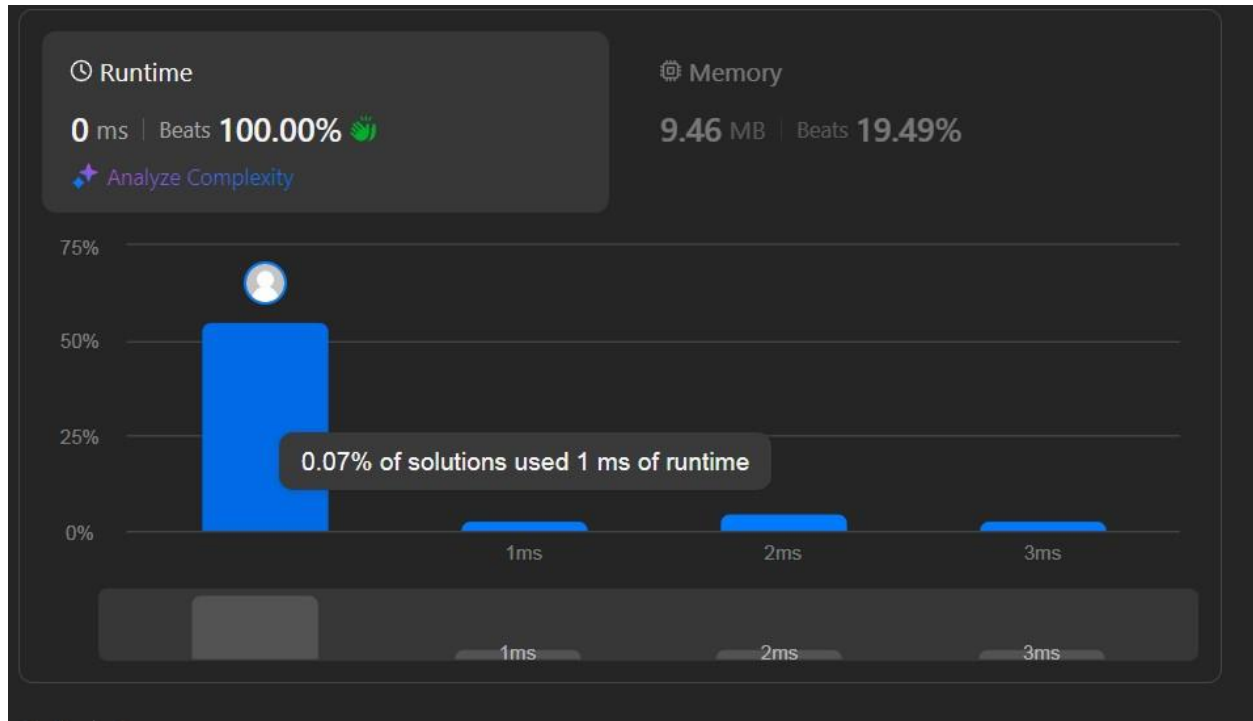 Runtime
0 ms | Beats 100.00%
Analyze Complexity
Memory
9.46 MB | Beats 19.49%
75%
50%
25%
0%
0.07% of solutions used 1 ms of runtime
1ms 2ms 3ms
1ms 2ms 3ms